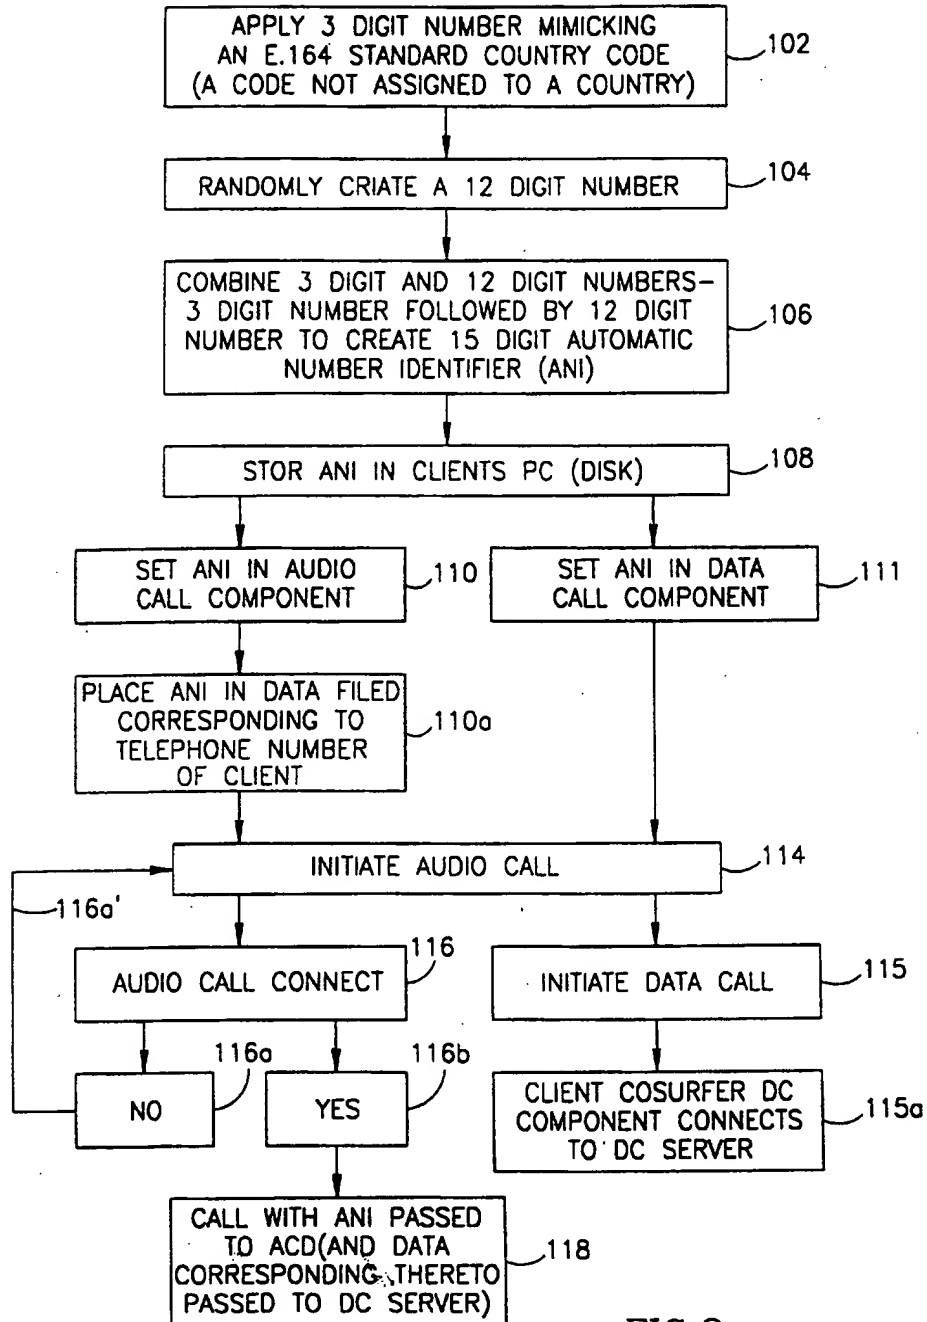 APPLY 3 DIGIT NUMBER MIMICKING
AN E.164 STANDARD COUNTRY CODE
(A CODE NOT ASSIGNED TO A COUNTRY)
102
RANDOMLY CRIATE A 12 DIGIT NUMBER
104
COMBINE 3 DIGIT AND 12 DIGIT NUMBERS–
3 DIGIT NUMBER FOLLOWED BY 12 DIGIT
NUMBER TO CREATE 15 DIGIT AUTOMATIC
NUMBER IDENTIFIER (ANI)
106
STOR ANI IN CLIENTS PC (DISK)
108
SET ANI IN AUDIO
CALL COMPONENT
110
SET ANI IN DATA
CALL COMPONENT
111
PLACE ANI IN DATA FILED
CORRESPONDING TO
TELEPHONE NUMBER
OF CLIENT
110a
INITIATE AUDIO CALL
114
116a'
AUDIO CALL CONNECT
116
INITIATE DATA CALL
115
NO
116a
YES
116b
CLIENT COSURFER DC
COMPONENT CONNECTS
TO DC SERVER
115a
CALL WITH ANI PASSED
TO ACD(AND DATA
CORRESPONDING THERETO
PASSED TO DC SERVER)
118